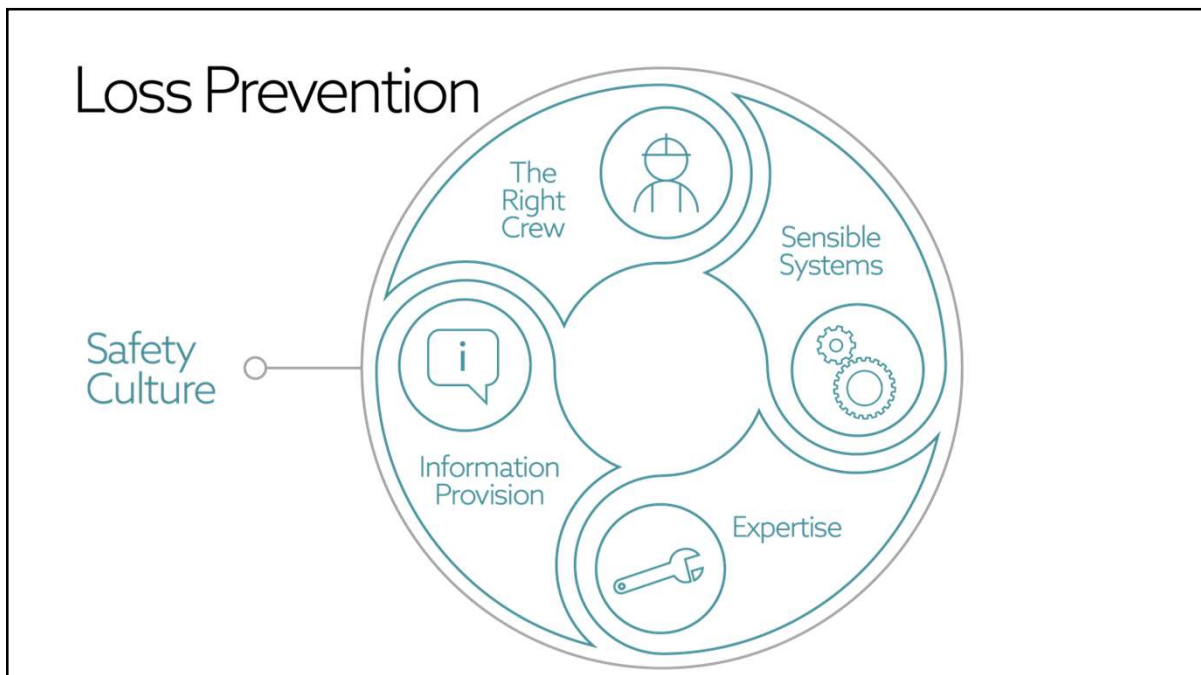 Loss Prevention
The
Right
Crew
Sensible
Systems
Safety
Culture
i
Information
Provision
Expertise